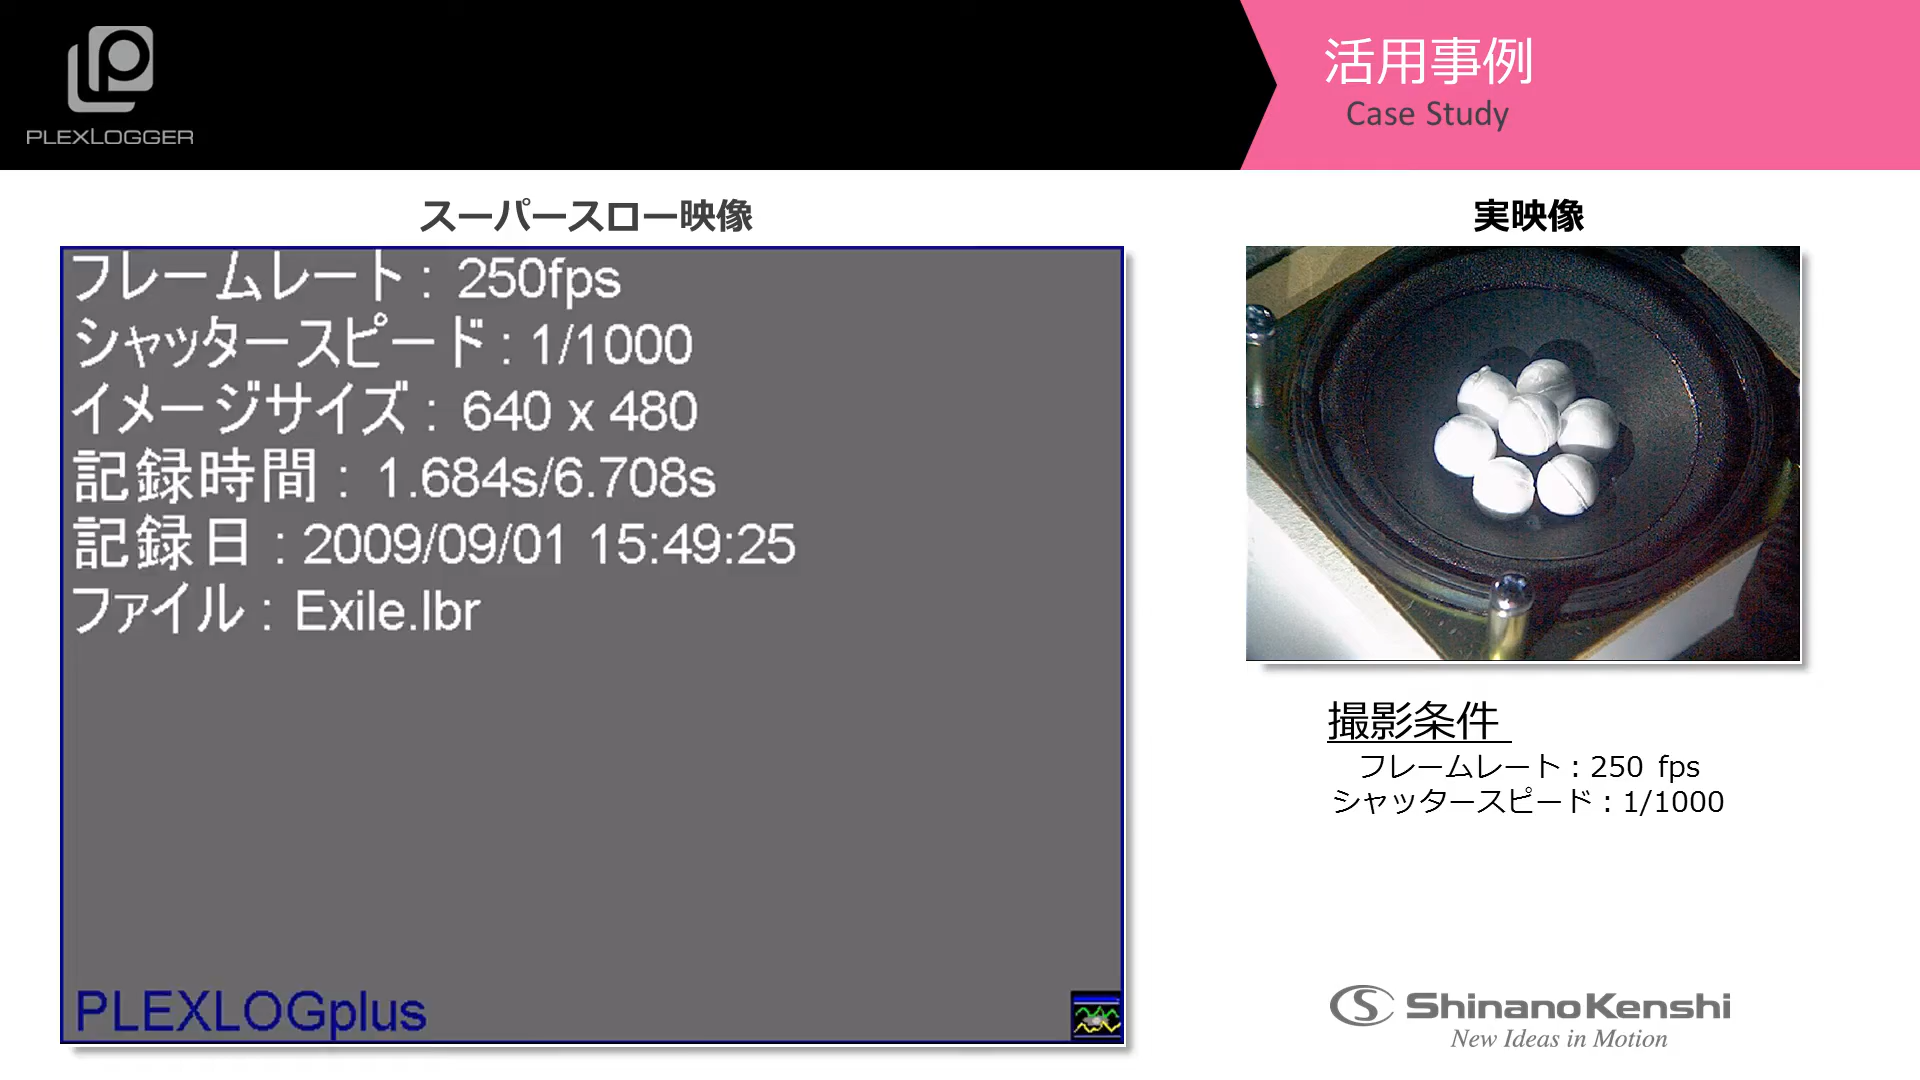 PLEXLOGGER
活用事例
Case Study
スーパースロー映像
フレームレート : 250fps
シャッタースピード : 1/1000
イメージサイズ : 640 x 480
記録時間 : 1.684s/6.708s
記録日 : 2009/09/01 15:49:25
ファイル : Exile.lbr
PLEXLOGplus
実映像
撮影条件
フレームレート：250 fps
シャッタースピード：1/1000
ShinanoKenshi
New Ideas in Motion